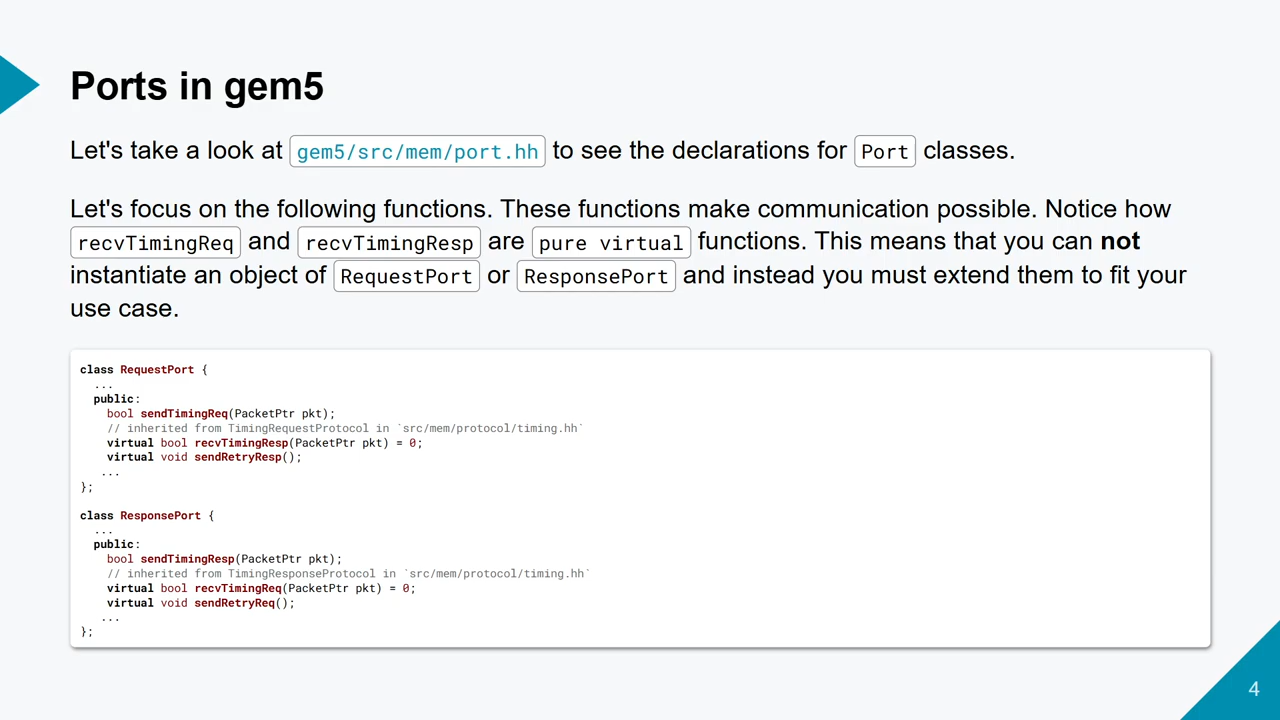 Ports in gem5
Let's take a look at gem5/src/mem/port.hh to see the declarations for Port classes.
Let's focus on the following functions. These functions make communication possible. Notice how
recvTimingReq and recvTimingResp are pure virtual functions. This means that you can not
instantiate an object of RequestPort or ResponsePort and instead you must extend them to fit your
use case.
class RequestPort {
  ...
  public:
    bool sendTimingReq(PacketPtr pkt);
    // inherited from TimingRequestProtocol in `src/mem/protocol/timing.hh`
    virtual bool recvTimingResp(PacketPtr pkt) = 0;
    virtual void sendRetryResp();
   ...
};
class ResponsePort {
  ...
  public:
    bool sendTimingResp(PacketPtr pkt);
    // inherited from TimingResponseProtocol in `src/mem/protocol/timing.hh`
    virtual bool recvTimingReq(PacketPtr pkt) = 0;
    virtual void sendRetryReq();
   ...
};
4